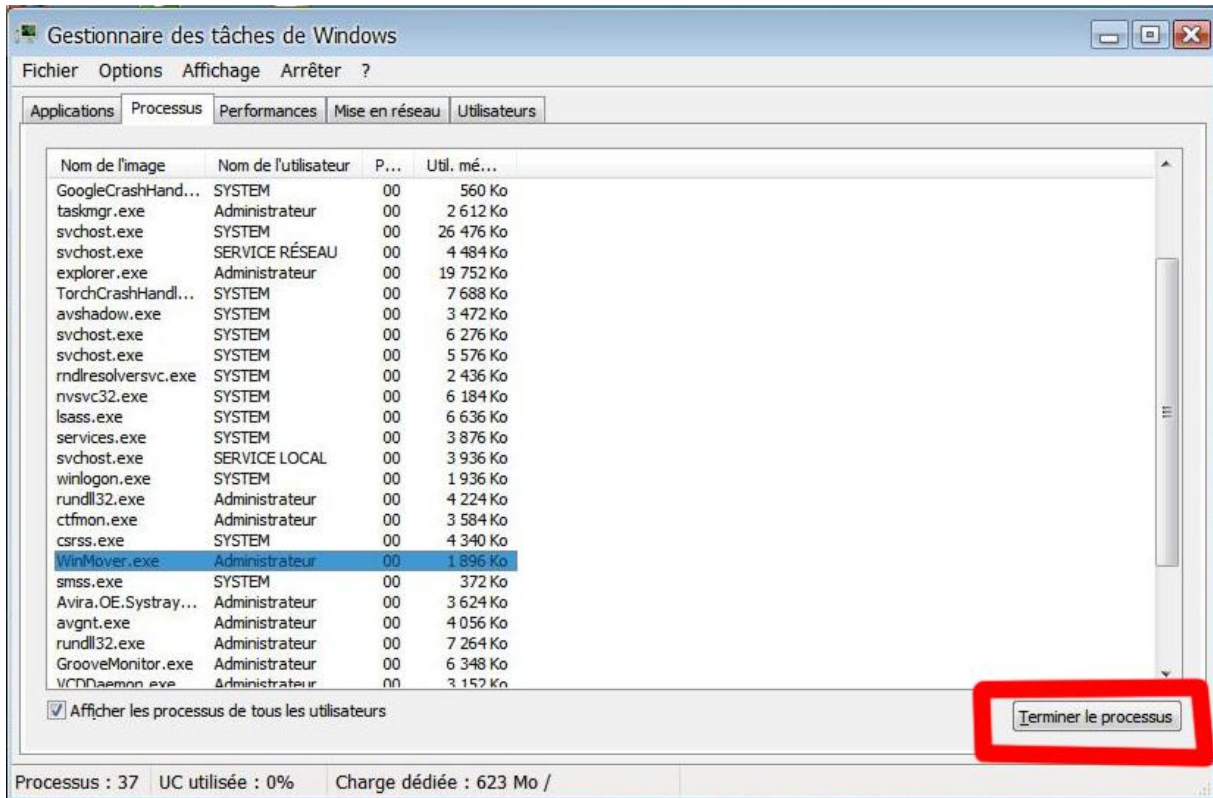 Gestionnaire des tâches de Windows
Fichier Options Affichage Arrêter ?
Applications Processus Performances Mise en réseau Utilisateurs
Nom de l'image Nom de l'utilisateur P... Util. mé...
GoogleCrashHand... SYSTEM 00 560 Ko
taskmgr.exe Administrateur 00 2 612 Ko
svchost.exe SYSTEM 00 26 476 Ko
svchost.exe SERVICE RÉSEAU 00 4 484 Ko
explorer.exe Administrateur 00 19 752 Ko
TorchCrashHandl... SYSTEM 00 7 688 Ko
avshadow.exe SYSTEM 00 3 472 Ko
svchost.exe SYSTEM 00 6 276 Ko
svchost.exe SYSTEM 00 5 576 Ko
rndlresolversvc.exe SYSTEM 00 2 436 Ko
nvsvc32.exe SYSTEM 00 6 184 Ko
lsass.exe SYSTEM 00 6 636 Ko
services.exe SYSTEM 00 3 876 Ko
svchost.exe SERVICE LOCAL 00 3 936 Ko
winlogon.exe SYSTEM 00 1 936 Ko
rundll32.exe Administrateur 00 4 224 Ko
ctfmon.exe Administrateur 00 3 584 Ko
csrss.exe SYSTEM 00 4 340 Ko
WinMover.exe Administrateur 00 1 896 Ko
smss.exe SYSTEM 00 372 Ko
Avira.OE.Systray... Administrateur 00 3 624 Ko
avgnt.exe Administrateur 00 4 056 Ko
rundll32.exe Administrateur 00 7 264 Ko
GrooveMonitor.exe Administrateur 00 6 348 Ko
VCDDaemon.exe Administrateur 00 3 152 Ko
Afficher les processus de tous les utilisateurs
Terminer le processus
Processus : 37 UC utilisée : 0% Charge dédiée : 623 Mo /